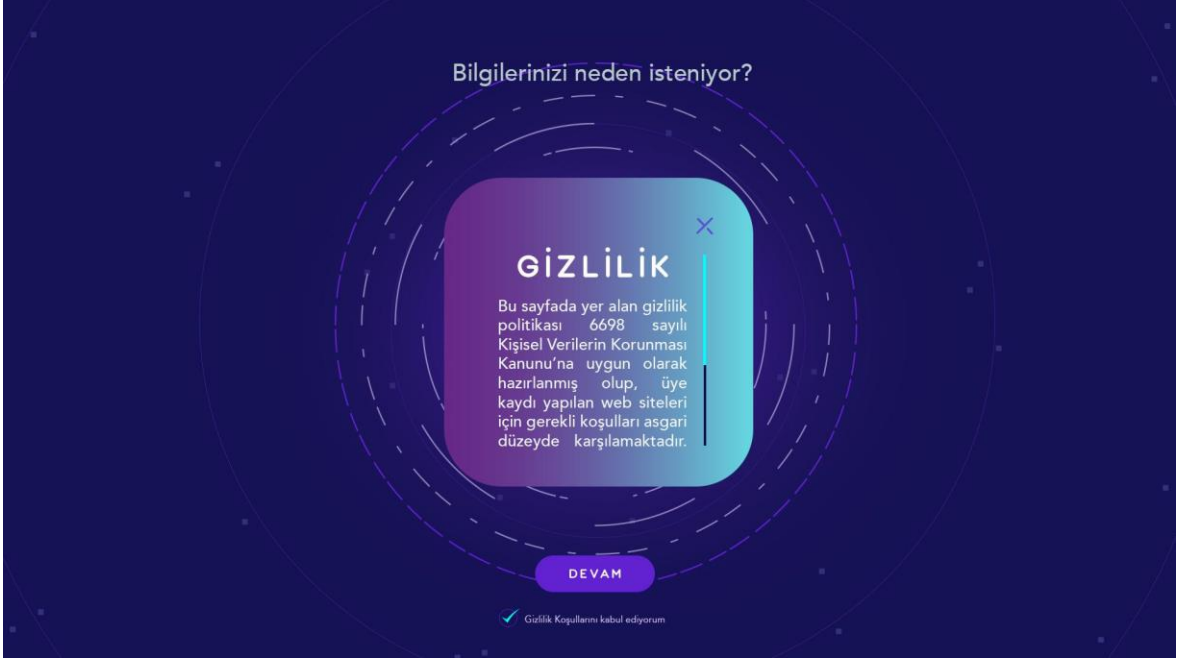 Bilgilerinizi neden isteniyor?
GİZLİLİK
Bu sayfada yer alan gizlilik
politikası 6698 sayılı
Kişisel Verilerin Korunması
Kanunu’na uygun olarak
hazırlanmış olup, üye
kaydı yapılan web siteleri
için gerekli koşulları asgari
düzeyde karşılamaktadır.
DEVAM
Gizlilik Koşullarını kabul ediyorum